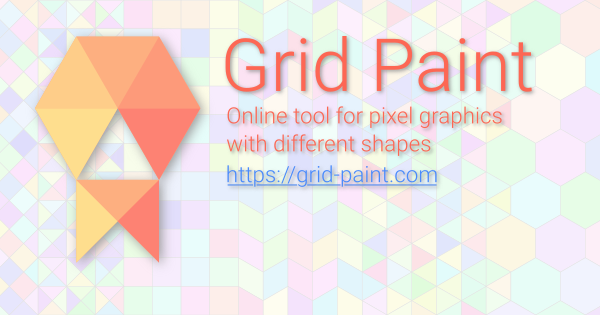 Grid Paint
Online tool for pixel graphics
with different shapes
https://grid-paint.com